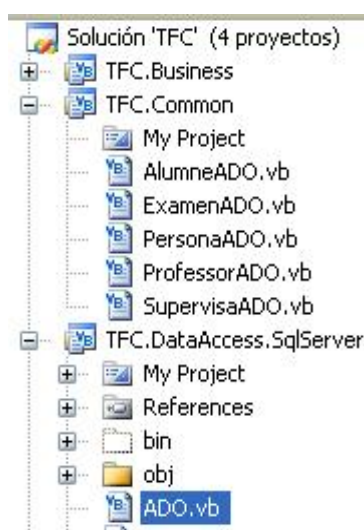 Solución 'TFC' (4 proyectos)
TFC.Business
TFC.Common
My Project
AlumneADO.vb
ExamenADO.vb
PersonaADO.vb
ProfessorADO.vb
SupervisaADO.vb
TFC.DataAccess.SqlServer
My Project
References
bin
obj
ADO.vb